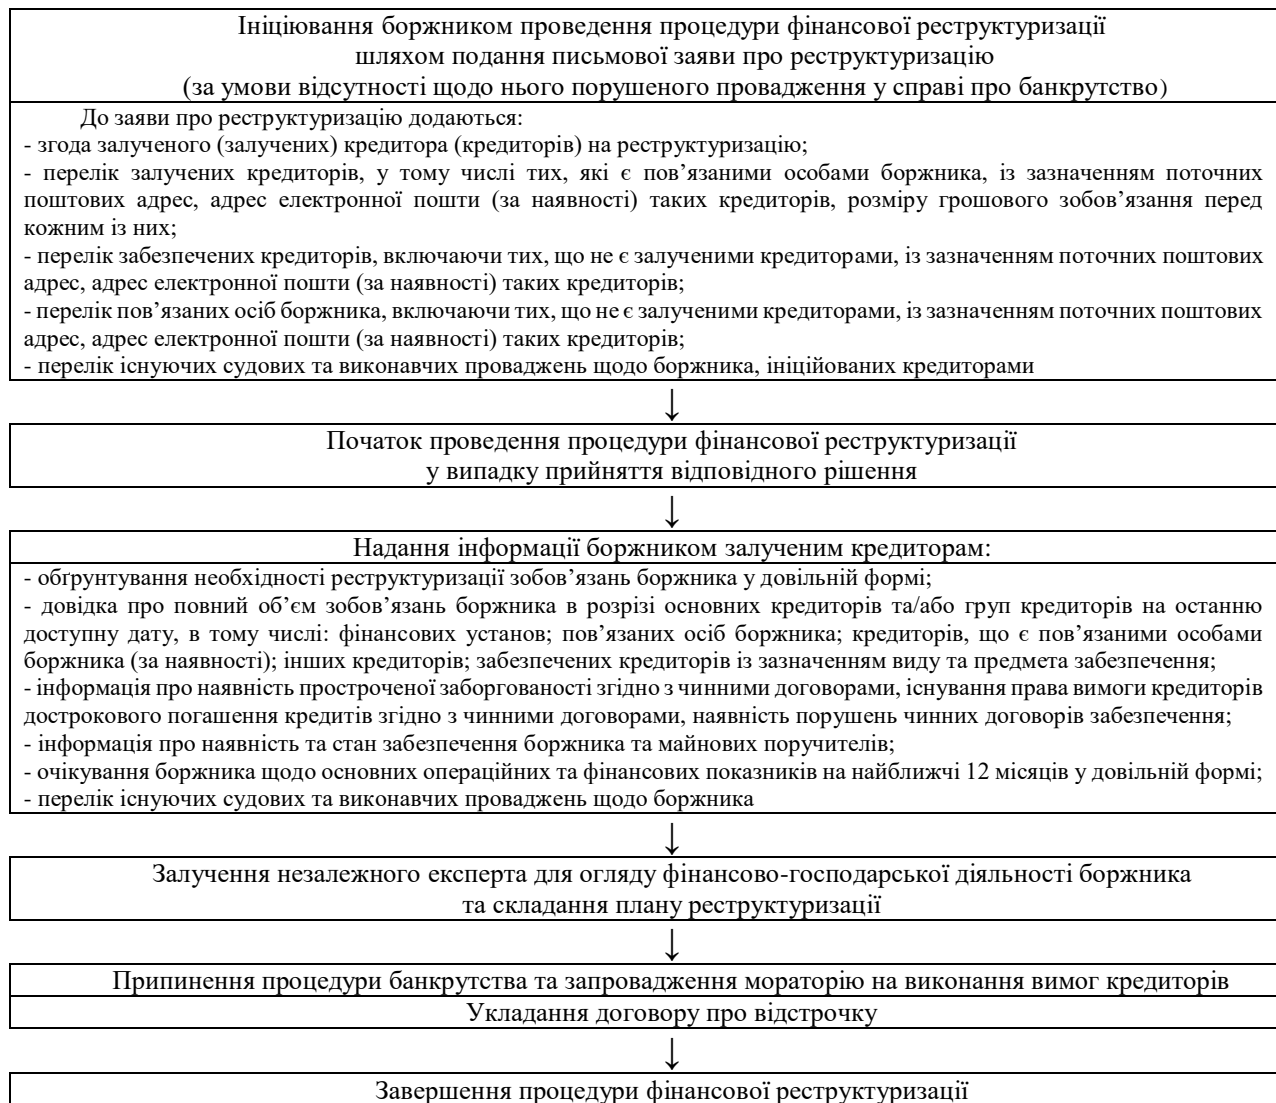 Ініціювання боржником проведення процедури фінансової реструктуризації
шляхом подання письмової заяви про реструктуризацію
(за умови відсутності щодо нього порушеного провадження у справі про банкрутство)
До заяви про реструктуризацію додаються:
- згода залученого (залучених) кредитора (кредиторів) на реструктуризацію;
- перелік залучених кредиторів, у тому числі тих, які є пов’язаними особами боржника, із зазначенням поточних
поштових адрес, адрес електронної пошти (за наявності) таких кредиторів, розміру грошового зобов’язання перед
кожним із них;
- перелік забезпечених кредиторів, включаючи тих, що не є залученими кредиторами, із зазначенням поточних поштових
адрес, адрес електронної пошти (за наявності) таких кредиторів;
- перелік пов’язаних осіб боржника, включаючи тих, що не є залученими кредиторами, із зазначенням поточних поштових
адрес, адрес електронної пошти (за наявності) таких кредиторів;
- перелік існуючих судових та виконавчих проваджень щодо боржника, ініційованих кредиторами
↓
Початок проведення процедури фінансової реструктуризації
у випадку прийняття відповідного рішення
↓
Надання інформації боржником залученим кредиторам:
- обґрунтування необхідності реструктуризації зобов’язань боржника у довільній формі;
- довідка про повний об’єм зобов’язань боржника в розрізі основних кредиторів та/або груп кредиторів на останню
доступну дату, в тому числі: фінансових установ; пов’язаних осіб боржника; кредиторів, що є пов’язаними особами
боржника (за наявності); інших кредиторів; забезпечених кредиторів із зазначенням виду та предмета забезпечення;
- інформація про наявність простроченої заборгованості згідно з чинними договорами, існування права вимоги кредиторів
дострокового погашення кредитів згідно з чинними договорами, наявність порушень чинних договорів забезпечення;
- інформація про наявність та стан забезпечення боржника та майнових поручителів;
- очікування боржника щодо основних операційних та фінансових показників на найближчі 12 місяців у довільній формі;
- перелік існуючих судових та виконавчих проваджень щодо боржника
↓
Залучення незалежного експерта для огляду фінансово-господарської діяльності боржника
та складання плану реструктуризації
↓
Припинення процедури банкрутства та запровадження мораторію на виконання вимог кредиторів
Укладання договору про відстрочку
↓
Завершення процедури фінансової реструктуризації